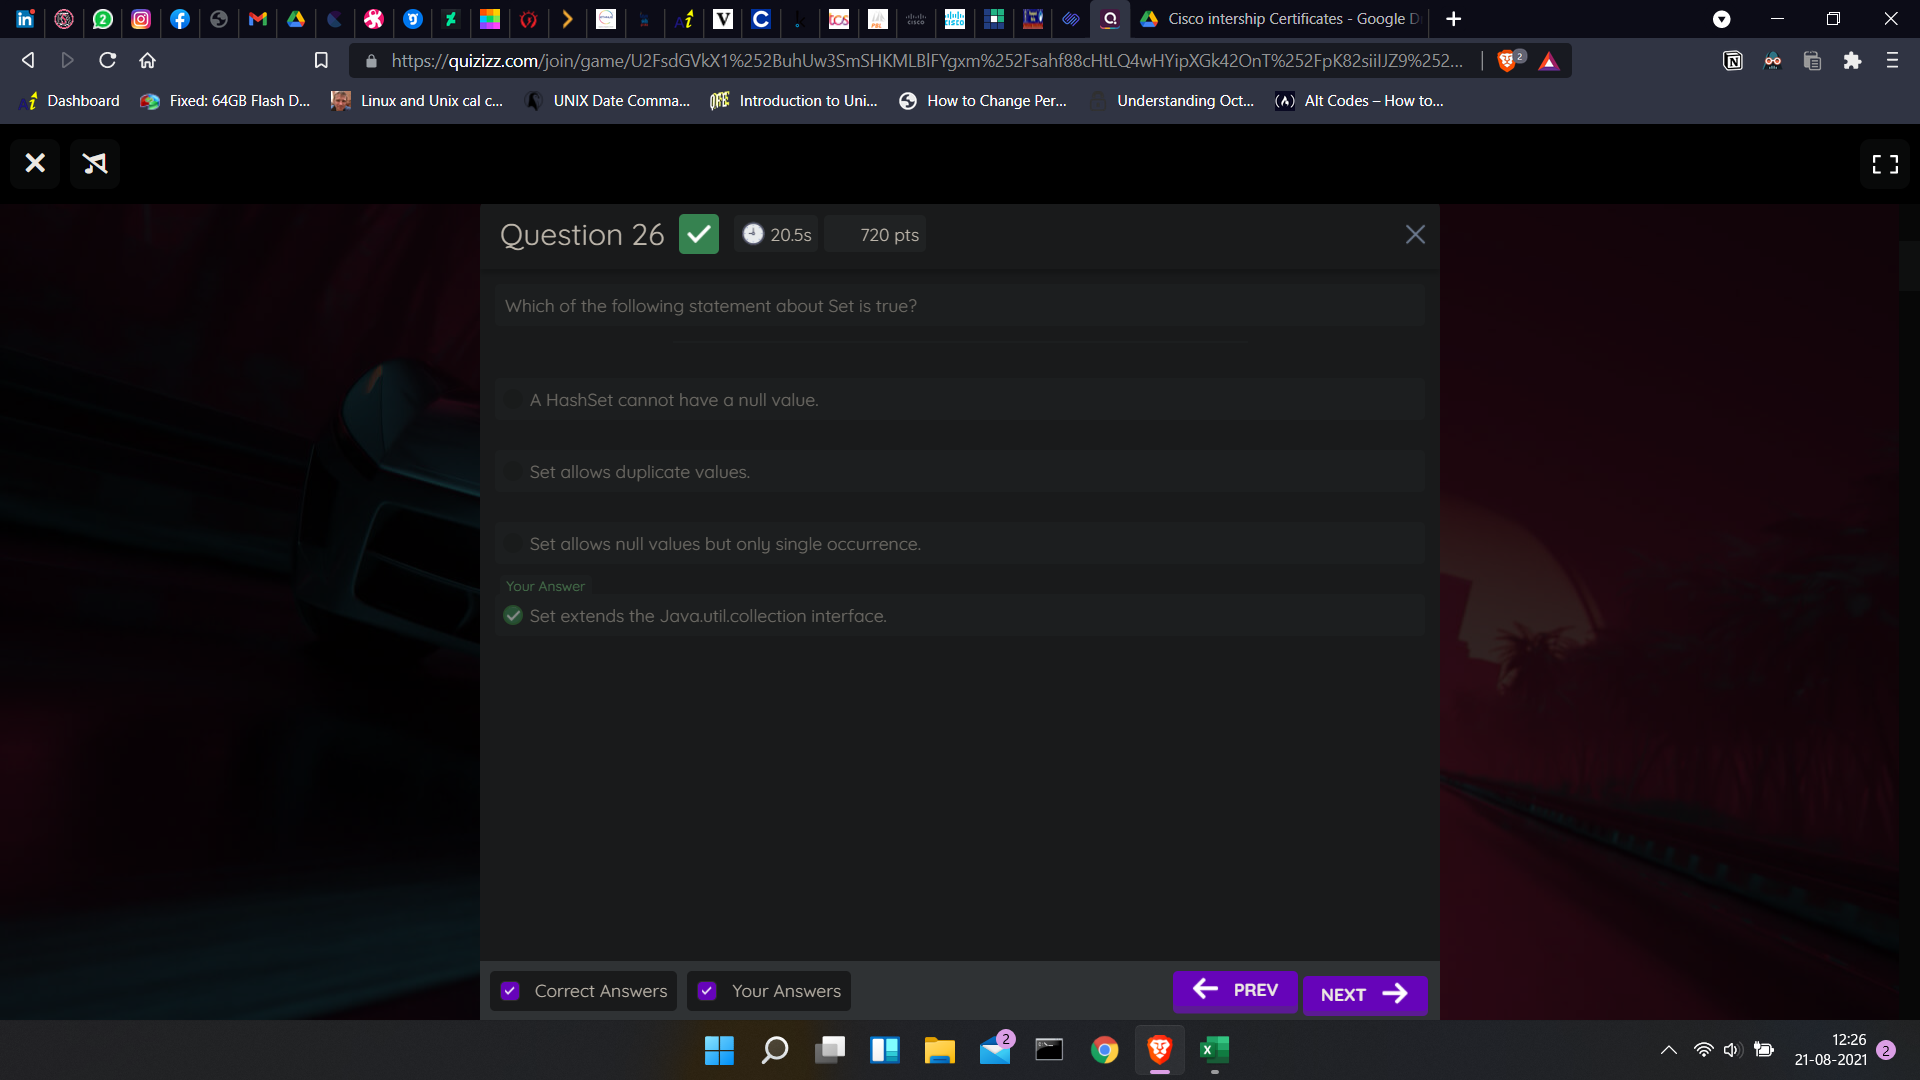 Cisco intership Certificates - Google D
https://quizizz.com/join/game/U2FsdGVkX1%252BuhUw3SmSHKMLBlFYgxm%252Fsahf88cHtLQ4wHYipXGk42OnT%252FpK82siiIJZ9%252...
2
Dashboard
Fixed: 64GB Flash D...
Linux and Unix cal c...
UNIX Date Comma...
Introduction to Uni...
How to Change Per...
Understanding Oct...
Alt Codes – How to...
Question 26
20.5s
720 pts
Which of the following statement about Set is true?
A HashSet cannot have a null value.
Set allows duplicate values.
Set allows null values but only single occurrence.
Your Answer
Set extends the Java.util.collection interface.
Correct Answers
Your Answers
PREV
NEXT
2
12:26
21-08-2021
2